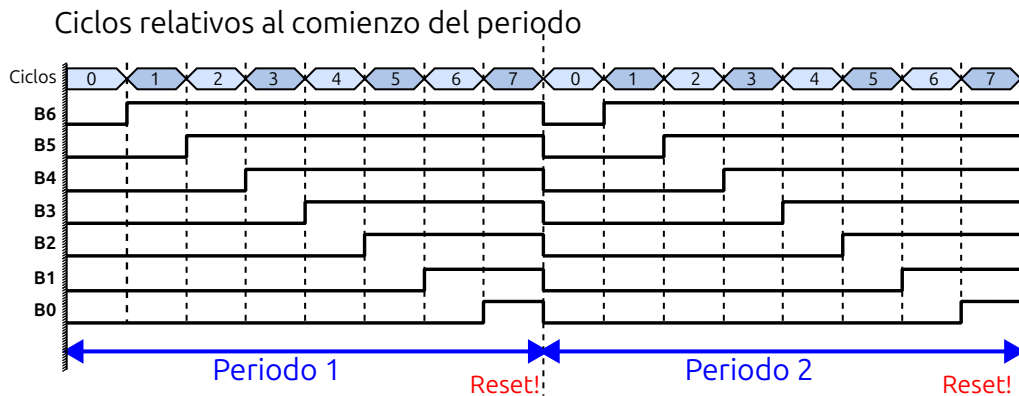 Ciclos relativos al comienzo del periodo
Ciclos 0 1 2 3 4 5 6 7 0 1 2 3 4 5 6 7
B6
B5
B4
B3
B2
B1
B0
Periodo 1 Periodo 2
Reset! Reset!